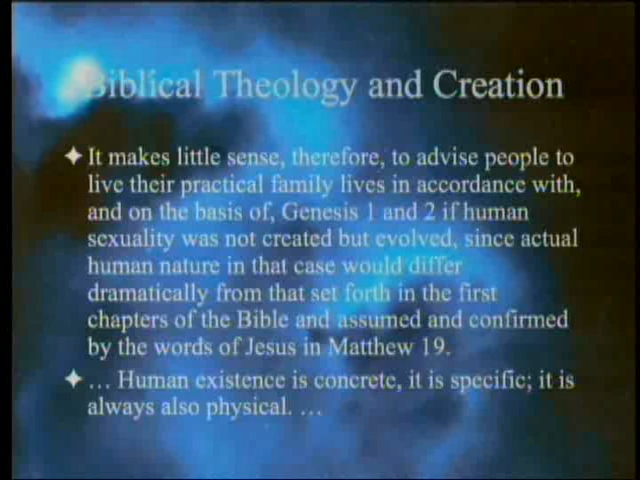 Biblical Theology and Creation
It makes little sense, therefore, to advise people to
live their practical family lives in accordance with,
and on the basis of, Genesis 1 and 2 if human
sexuality was not created but evolved, since actual
human nature in that case would differ
dramatically from that set forth in the first
chapters of the Bible and assumed and confirmed
by the words of Jesus in Matthew 19.
… Human existence is concrete, it is specific; it is
always also physical. …